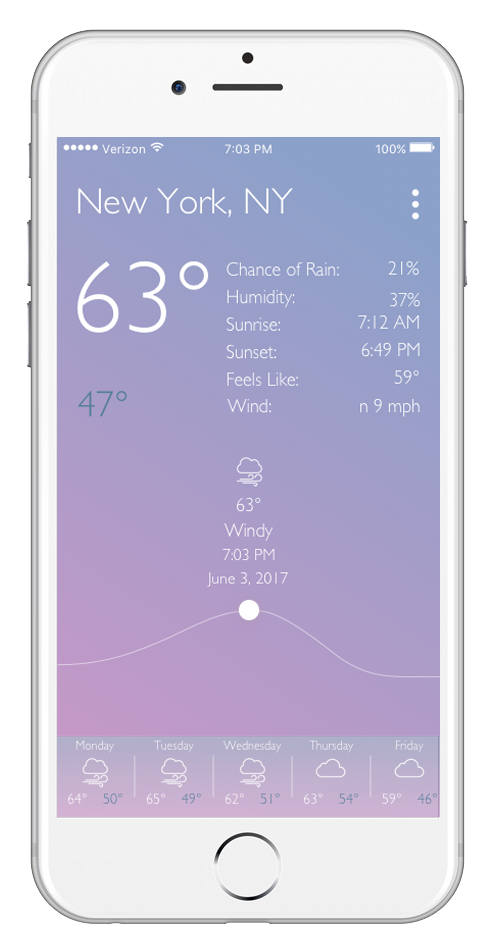 Verizon 7:03 PM 100%
New York, NY
63°
47°
Chance of Rain: 21%
Humidity: 37%
Sunrise: 7:12 AM
Sunset: 6:49 PM
Feels Like: 59°
Wind: n 9 mph
63°
Windy
7:03 PM
June 3, 2017
Monday Tuesday Wednesday Thursday Friday
64° 50° 65° 49° 62° 51° 63° 54° 59° 46°